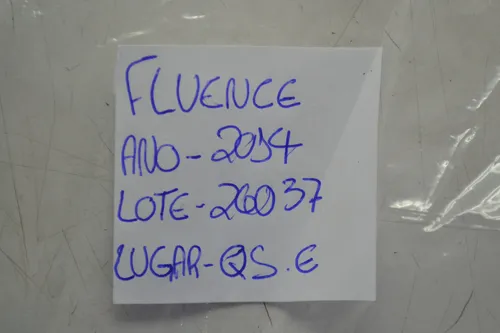 FLUENCE
ANO-2014
LOTE-26037
LUGAR-QS.E